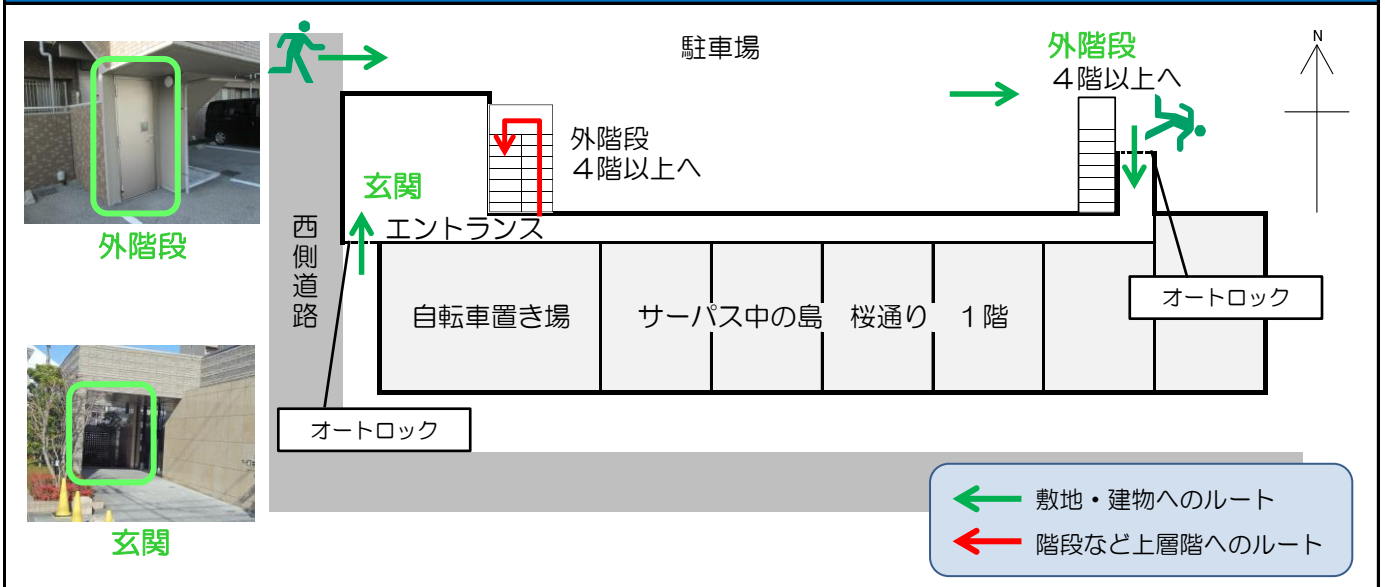 駐車場
外階段
4階以上へ
N
外階段
4階以上へ
外階段
玄関
エントランス
西側道路
自転車置き場
サーパス中の島 桜通り 1階
オートロック
オートロック
玄関
敷地・建物へのルート
階段など上層階へのルート